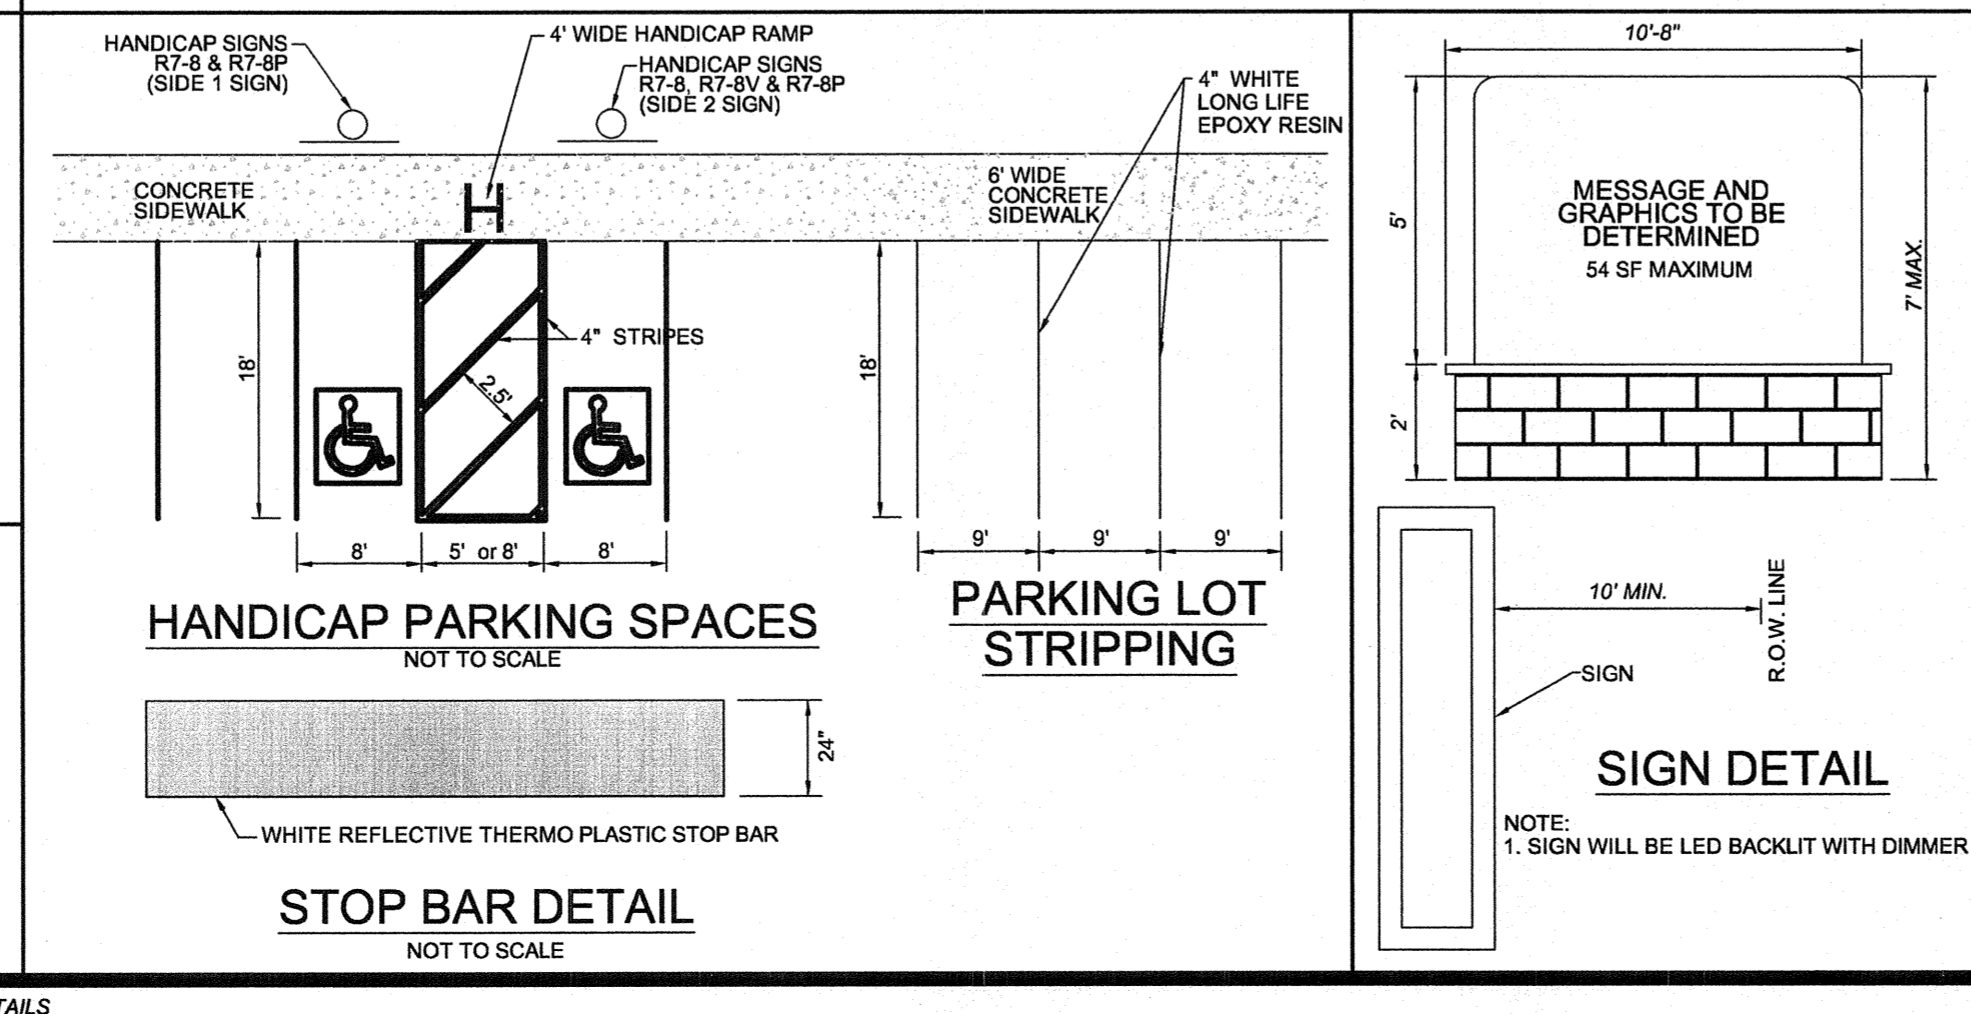 HANDICAP SIGNS
R7-8 & R7-8P
(SIDE 1 SIGN)
4' WIDE HANDICAP RAMP
HANDICAP SIGNS
R7-8, R7-8V & R7-8P
(SIDE 2 SIGN)
CONCRETE
SIDEWALK
H
18'
4" STRIPES
2.5'
8'
5' or 8'
8'
HANDICAP PARKING SPACES
NOT TO SCALE
4" WHITE
LONG LIFE
EPOXY RESIN
6' WIDE
CONCRETE
SIDEWALK
18'
9'
9'
9'
PARKING LOT
STRIPPING
24"
WHITE REFLECTIVE THERMO PLASTIC STOP BAR
STOP BAR DETAIL
NOT TO SCALE
10'-8"
5'
MESSAGE AND
GRAPHICS TO BE
DETERMINED
54 SF MAXIMUM
7' MAX.
2'
10' MIN.
R.O.W. LINE
SIGN
SIGN DETAIL
NOTE:
1. SIGN WILL BE LED BACKLIT WITH DIMMER
TAILS